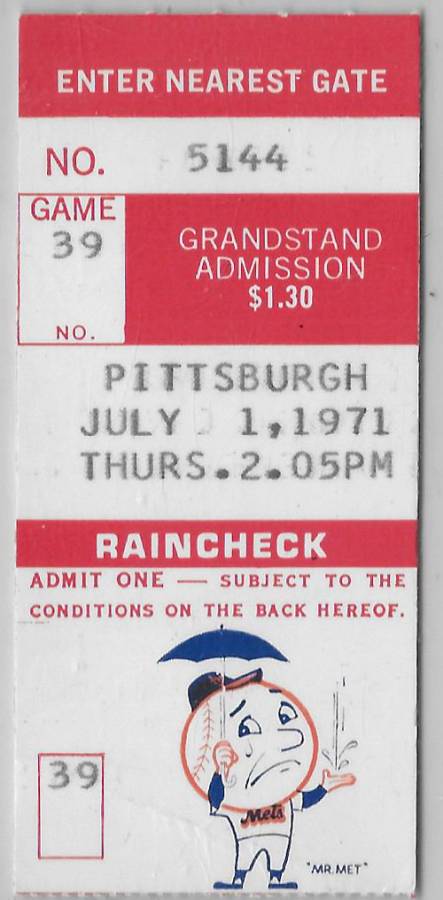 ENTER NEAREST GATE
NO. 5144
GAME
39
NO.
GRANDSTAND
ADMISSION
$1.30
PITTSBURGH
JULY 1,1971
THURS.2.05PM
RAINCHECK
ADMIT ONE — SUBJECT TO THE
CONDITIONS ON THE BACK HEREOF.
39
Mets
"MR. MET"